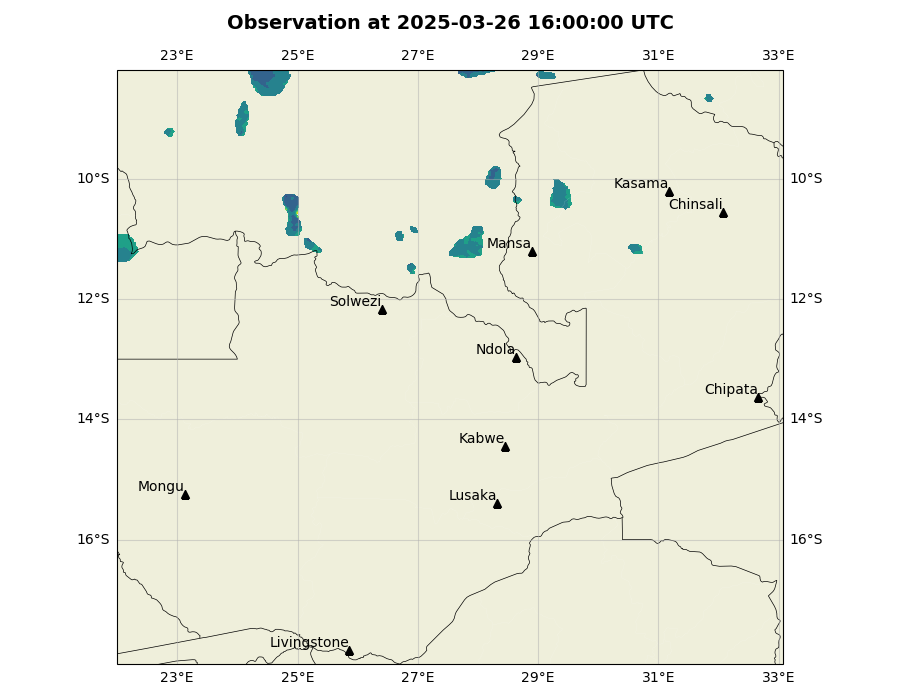 Observation at 2025-03-26 16:00:00 UTC
23°E 25°E 27°E 29°E 31°E 33°E
10°S 10°S
Kasama
Chinsali
Mansa
12°S 12°S
Solwezi
Ndola
Chipata
14°S 14°S
Kabwe
Mongu
Lusaka
16°S 16°S
Livingstone
23°E 25°E 27°E 29°E 31°E 33°E